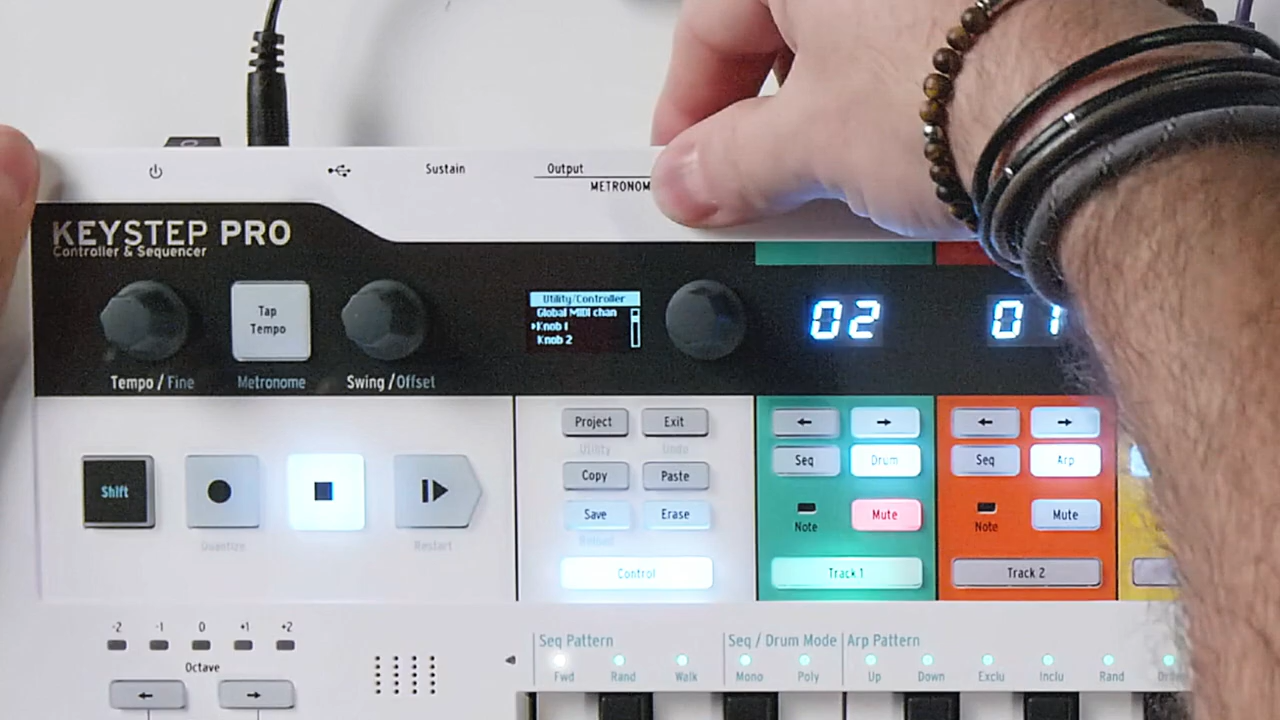 Sustain
Output
METRONOM
KEYSTEP PRO
Controller & Sequencer
Tap
Tempo
Tempo / Fine
Metronome
Swing/Offset
Utility/Controller
Global MIDI chan
Knob 1
Knob 2
02
01
Project
Exit
Utility
Undo
Copy
Paste
Save
Erase
Reload
Control
Shift
Quantize
Restart
Seq
Drum
Note
Mute
Track 1
Seq
Arp
Note
Mute
Track 2
-2 -1 0 +1 +2
Octave
Seq Pattern
Seq / Drum Mode
Arp Pattern
Fwd Rand Walk Mono Poly Up Down Exclu Inclu Rand